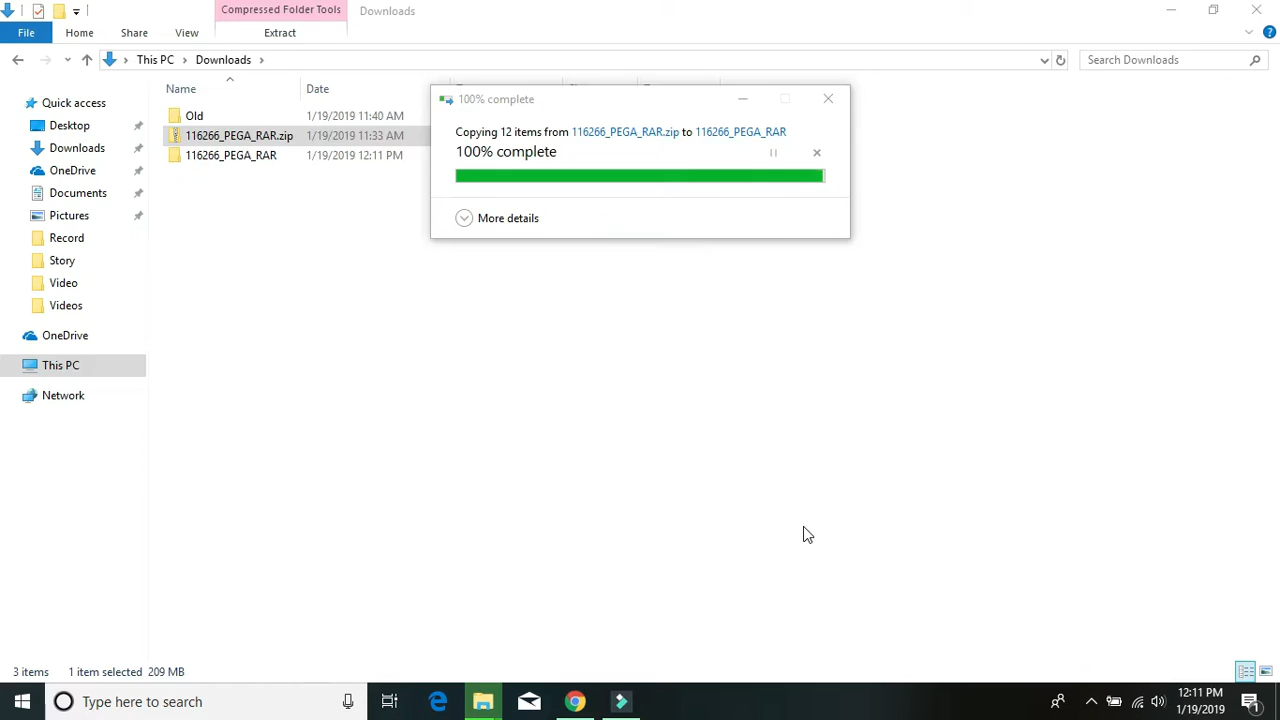 Compressed Folder Tools
Downloads
File
Home
Share
View
Extract
This PC
Downloads
Search Downloads
Name
Date
Quick access
Desktop
Downloads
OneDrive
Documents
Pictures
Record
Story
Video
Videos
OneDrive
This PC
Network
Old
1/19/2019 11:40 AM
116266_PEGA_RAR.zip
1/19/2019 11:33 AM
116266_PEGA_RAR
1/19/2019 12:11 PM
100% complete
Copying 12 items from 116266_PEGA_RAR.zip to 116266_PEGA_RAR
100% complete
More details
3 items
1 item selected 209 MB
Type here to search
12:11 PM
1/19/2019
1